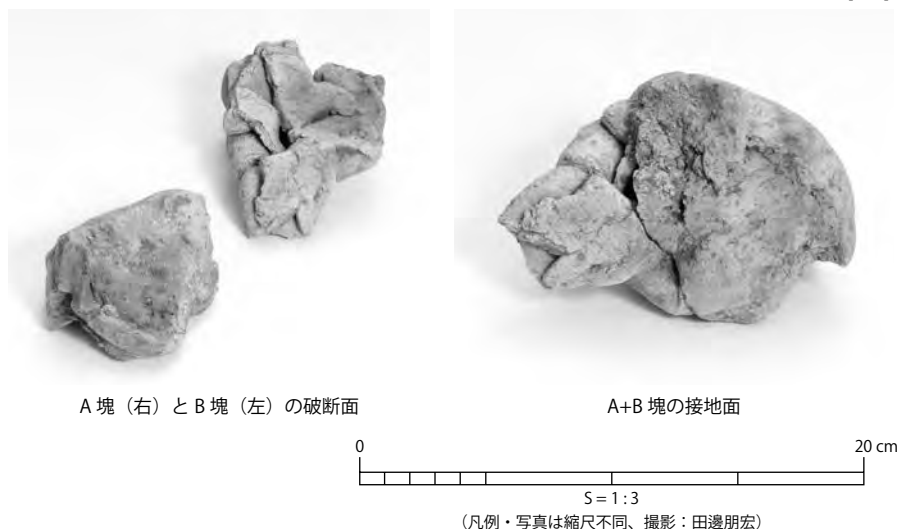 A 塊（右）と B 塊（左）の破断面
A+B 塊の接地面
0
20 cm
S = 1 : 3
（凡例・写真は縮尺不同、撮影：田邊朋宏）